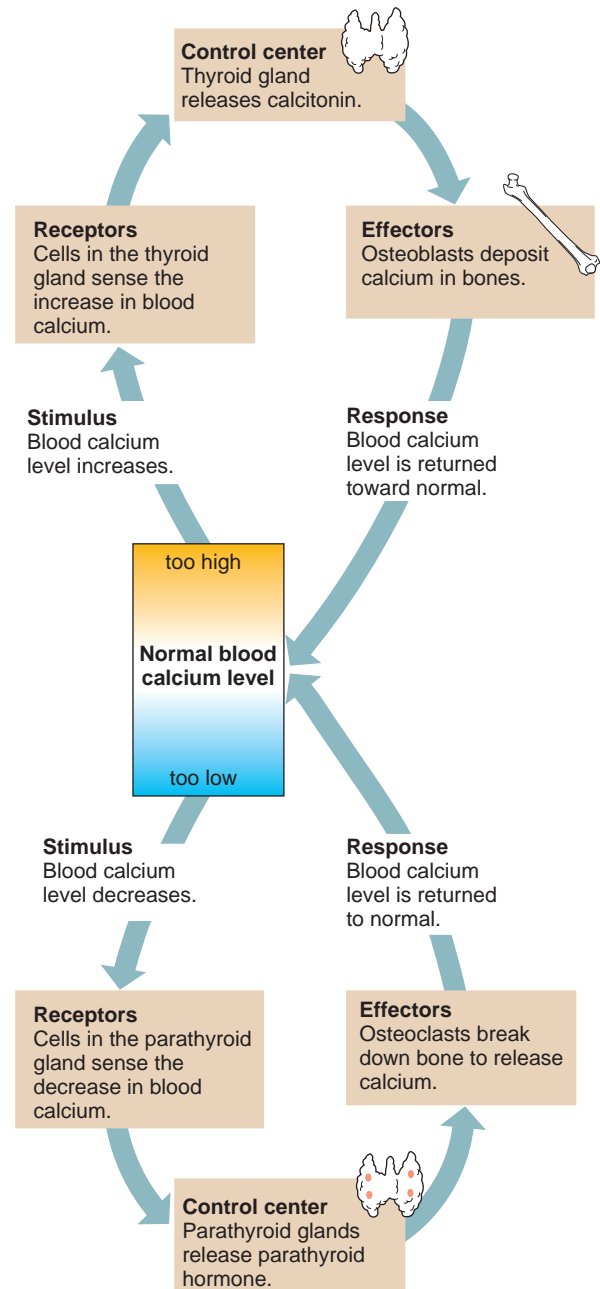 Control center
Thyroid gland
releases calcitonin.
Receptors
Cells in the thyroid
gland sense the
increase in blood
calcium.
Effectors
Osteoblasts deposit
calcium in bones.
Stimulus
Blood calcium
level increases.
Response
Blood calcium
level is returned
toward normal.
too high
Normal blood
calcium level
too low
Stimulus
Blood calcium
level decreases.
Response
Blood calcium
level is returned
to normal.
Receptors
Cells in the parathyroid
gland sense the
decrease in blood
calcium.
Effectors
Osteoclasts break
down bone to release
calcium.
Control center
Parathyroid glands
release parathyroid
hormone.